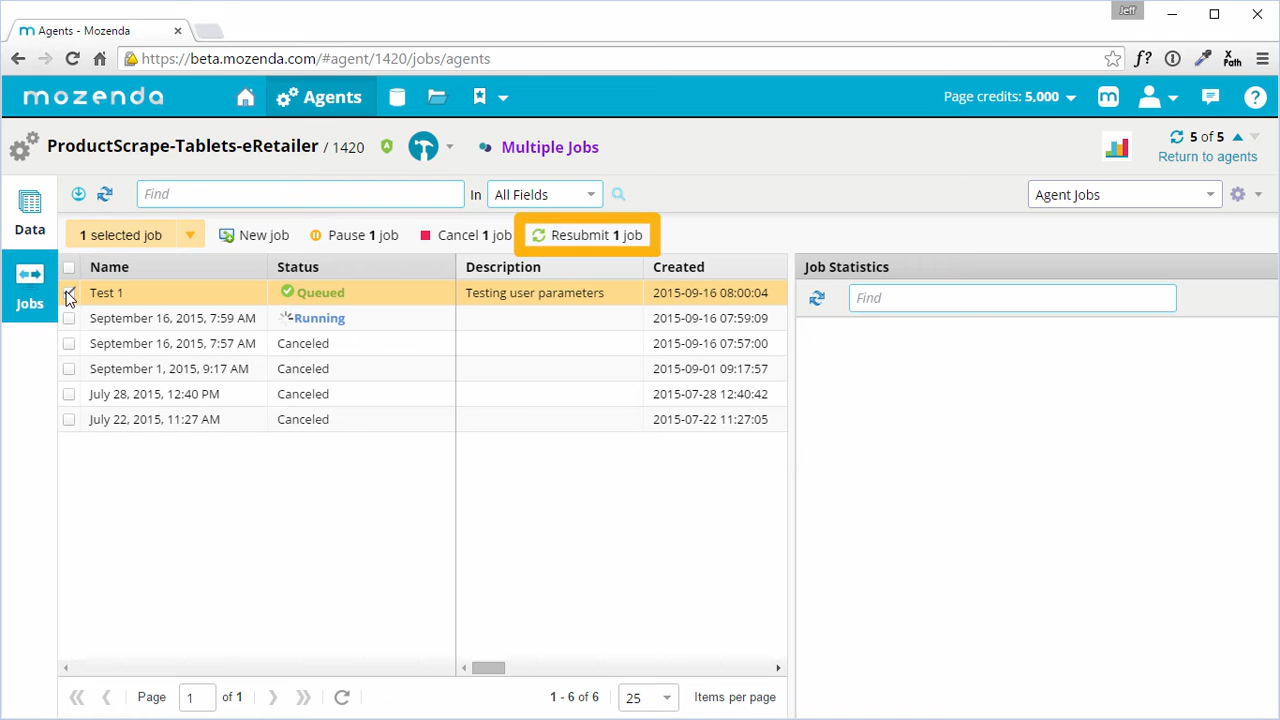 Jeff
Agents - Mozenda
https://beta.mozenda.com/#agent/1420/jobs/agents
f?
X Path
mozenda
Agents
Page credits: 5,000
m
?
ProductScrape-Tablets-eRetailer / 1420
Multiple Jobs
5 of 5
Return to agents
Data
Find
In
All Fields
Agent Jobs
1 selected job
New job
Pause 1 job
Cancel 1 job
Resubmit 1 job
Jobs
Name Status Description Created
Test 1 Queued Testing user parameters 2015-09-16 08:00:04
September 16, 2015, 7:59 AM Running 2015-09-16 07:59:09
September 16, 2015, 7:57 AM Canceled 2015-09-16 07:57:00
September 1, 2015, 9:17 AM Canceled 2015-09-01 09:17:57
July 28, 2015, 12:40 PM Canceled 2015-07-28 12:40:42
July 22, 2015, 11:27 AM Canceled 2015-07-22 11:27:05
Job Statistics
Find
Page 1 of 1
1 - 6 of 6
25
Items per page